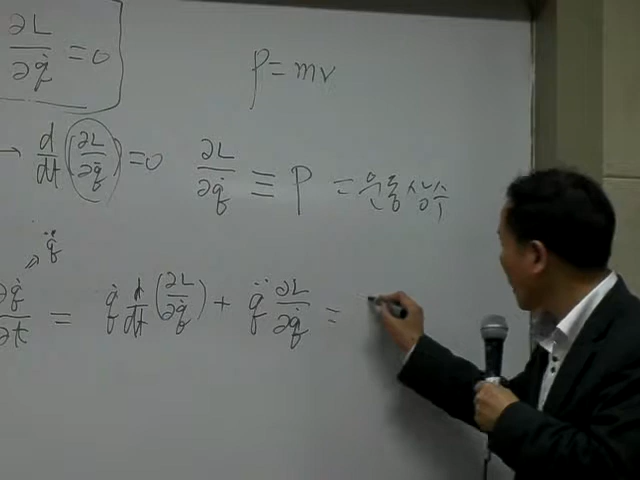 ∂L/∂q̇ = 0
p = mv
→ d/dt (∂L/∂q̇) = 0 ∂L/∂q̇ ≡ P = 운동상수
q̈
∂q̇/∂t = q̇ d/dt (∂L/∂q̇) + q̈ ∂L/∂q̇ =